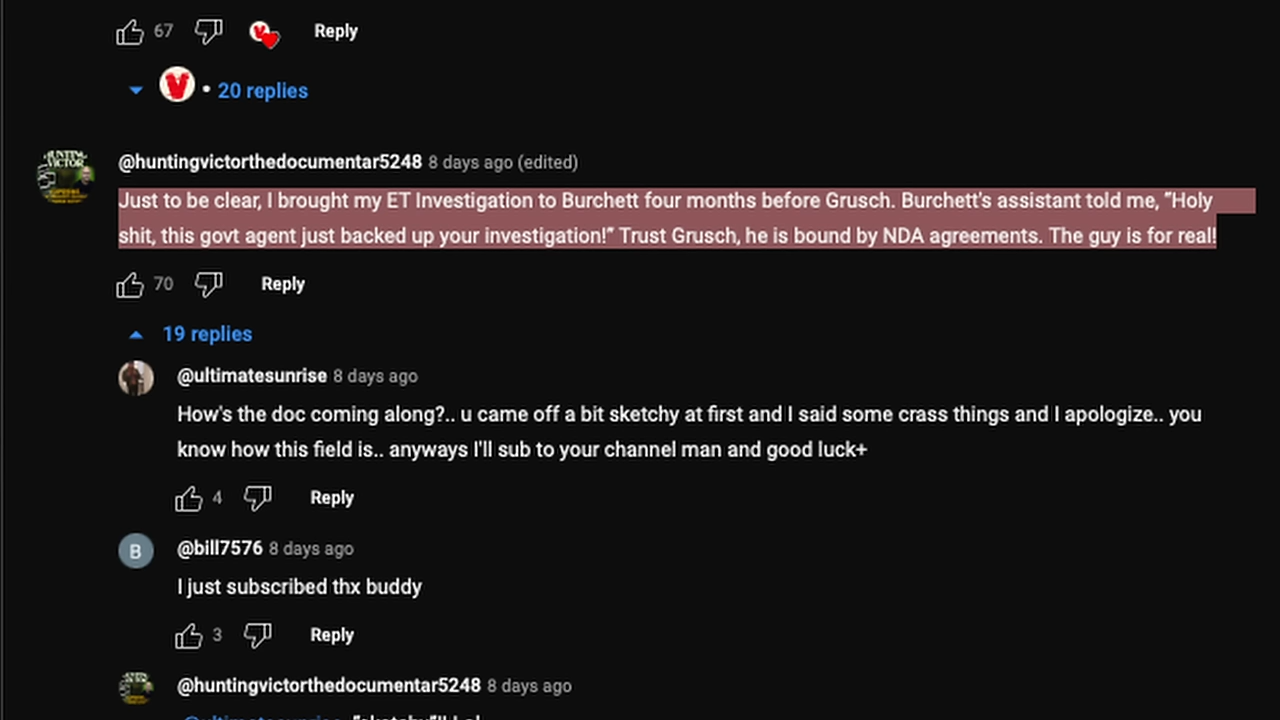 67 Reply
V • 20 replies
@huntingvictorthedocumentar5248 8 days ago (edited)
Just to be clear, I brought my ET Investigation to Burchett four months before Grusch. Burchett's assistant told me, “Holy
shit, this govt agent just backed up your investigation!” Trust Grusch, he is bound by NDA agreements. The guy is for real!
70 Reply
19 replies
@ultimatesunrise 8 days ago
How's the doc coming along?.. u came off a bit sketchy at first and I said some crass things and I apologize.. you
know how this field is.. anyways I'll sub to your channel man and good luck+
4 Reply
B @bill7576 8 days ago
I just subscribed thx buddy
3 Reply
@huntingvictorthedocumentar5248 8 days ago